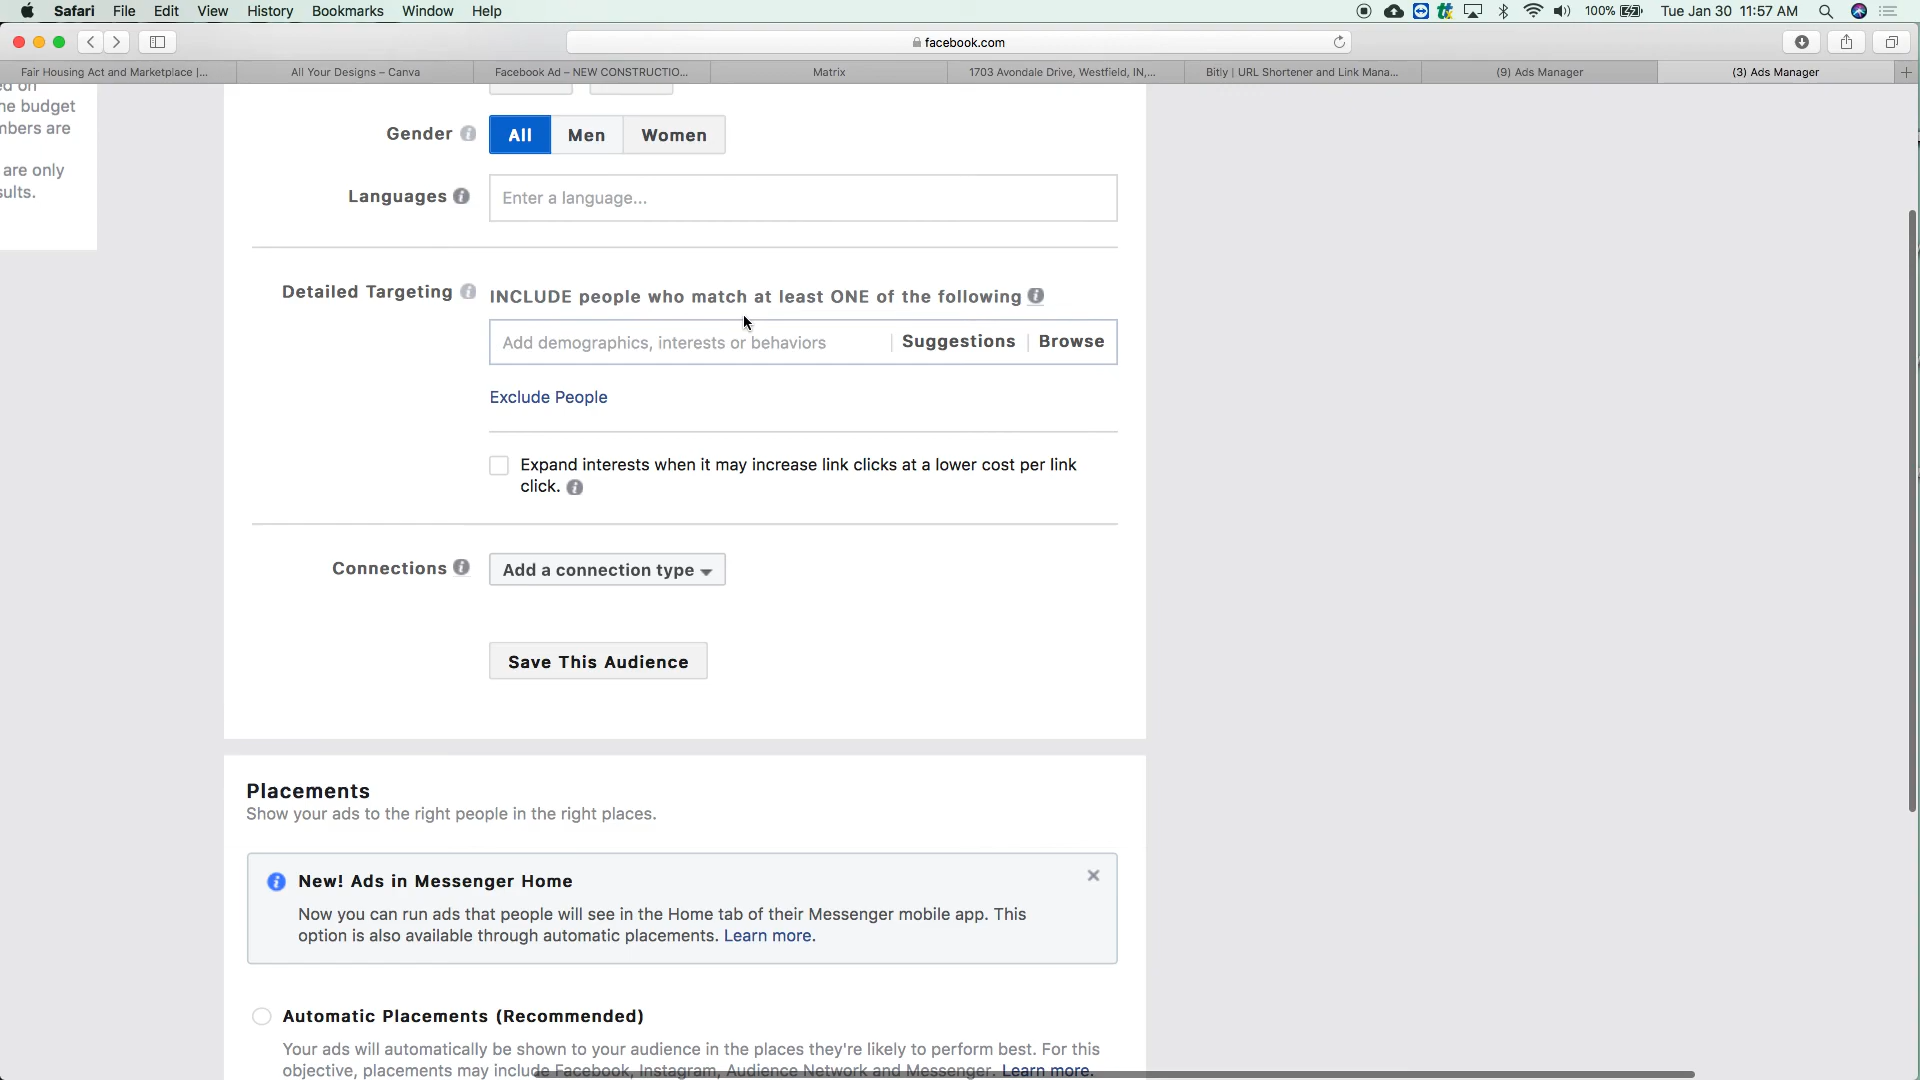 Safari File Edit View History Bookmarks Window Help 100% Tue Jan 30 11:57 AM
facebook.com
Fair Housing Act and Marketplace |... All Your Designs – Canva Facebook Ad – NEW CONSTRUCTIO... Matrix 1703 Avondale Drive, Westfield, IN,... Bitly | URL Shortener and Link Mana... (9) Ads Manager (3) Ads Manager
ed on
he budget
mbers are
are only
sults.
Gender All Men Women
Languages Enter a language...
Detailed Targeting INCLUDE people who match at least ONE of the following
Add demographics, interests or behaviors | Suggestions | Browse
Exclude People
Expand interests when it may increase link clicks at a lower cost per link
click.
Connections Add a connection type
Save This Audience
Placements
Show your ads to the right people in the right places.
New! Ads in Messenger Home
Now you can run ads that people will see in the Home tab of their Messenger mobile app. This
option is also available through automatic placements. Learn more.
Automatic Placements (Recommended)
Your ads will automatically be shown to your audience in the places they're likely to perform best. For this
objective, placements may include Facebook, Instagram, Audience Network and Messenger. Learn more.